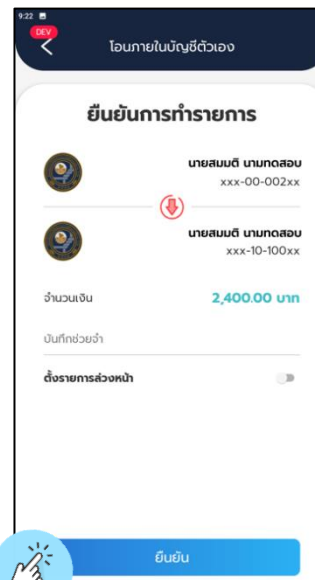 9:22
DEV
โอนภายในบัญชีตัวเอง
ยืนยันการทำรายการ
นายสมมติ นามทดสอบ
xxx-00-002xx
นายสมมติ นามทดสอบ
xxx-10-100xx
จำนวนเงิน 2,400.00 บาท
บันทึกช่วยจำ
ตั้งรายการล่วงหน้า
ยืนยัน